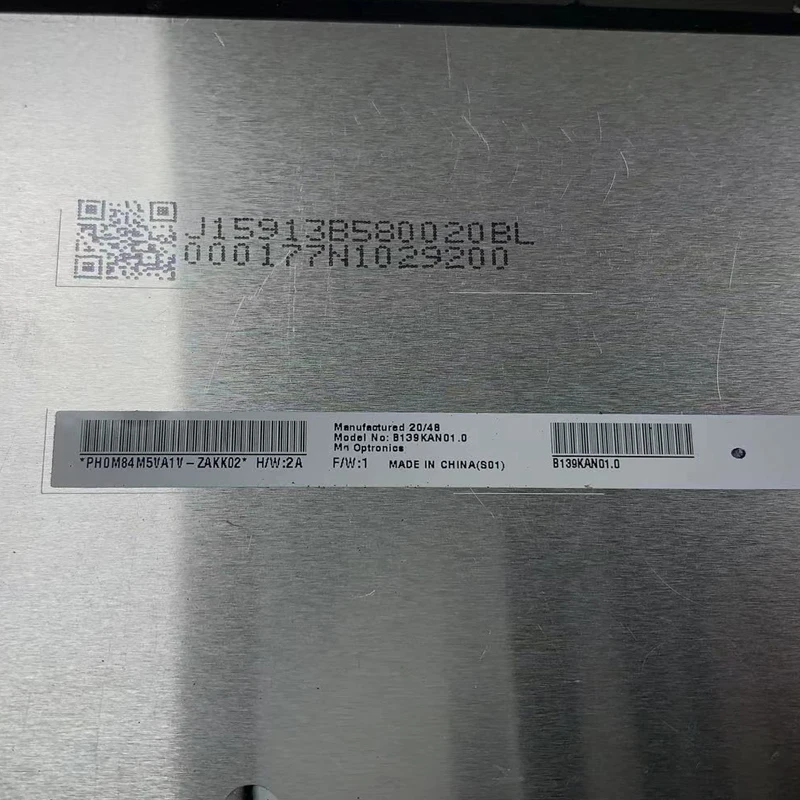 J15913B580020BL
000177N1029200
*PH0M84M5VA1V-ZAKK02* H/W:2A
Manufactured 20/48
Model No: B139KAN01.0
Mn Optronics
F/W:1 MADE IN CHINA(S01)
B139KAN01.0